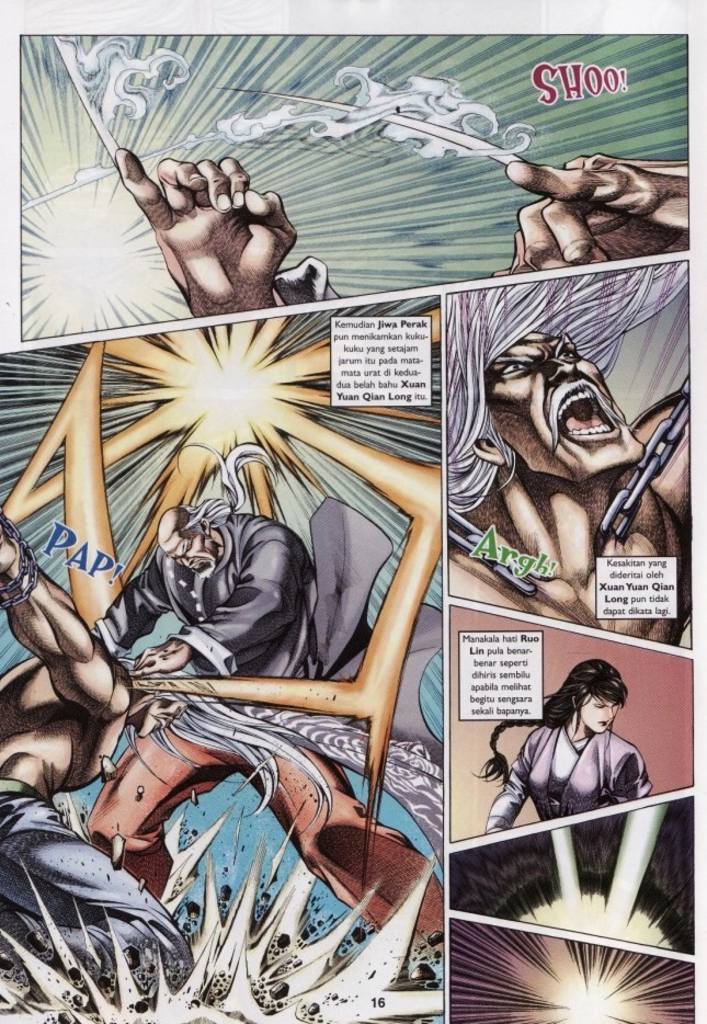 SHOO!
Kemudian Jiwa Perak
pun menikamkan kuku-
kuku yang setajam
jarum itu pada mata-
mata urat di kedua-
dua belah bahu Xuan
Yuan Qian Long itu.
PAP!
Argh!
Kesakitan yang
dideritai oleh
Xuan Yuan Qian
Long pun tidak
dapat dikata lagi.
Manakala hati Ruo
Lin pula benar-
benar seperti
dihiris sembilu
apabila melihat
begitu sengsara
sekali bapanya.
16